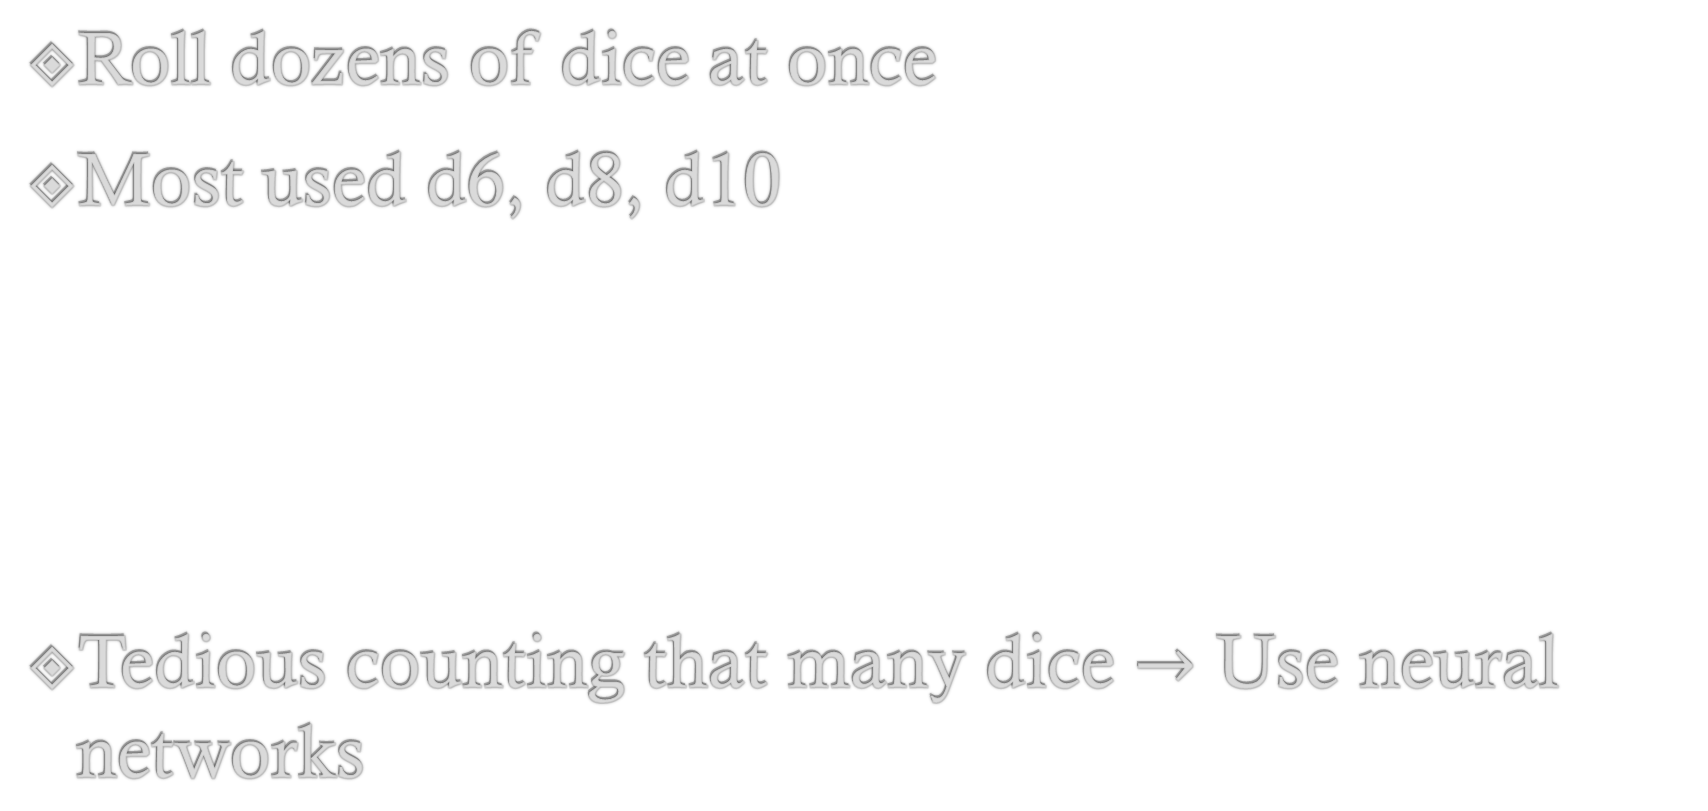 Roll dozens of dice at once
Most used d6, d8, d10
Tedious counting that many dice → Use neural
networks